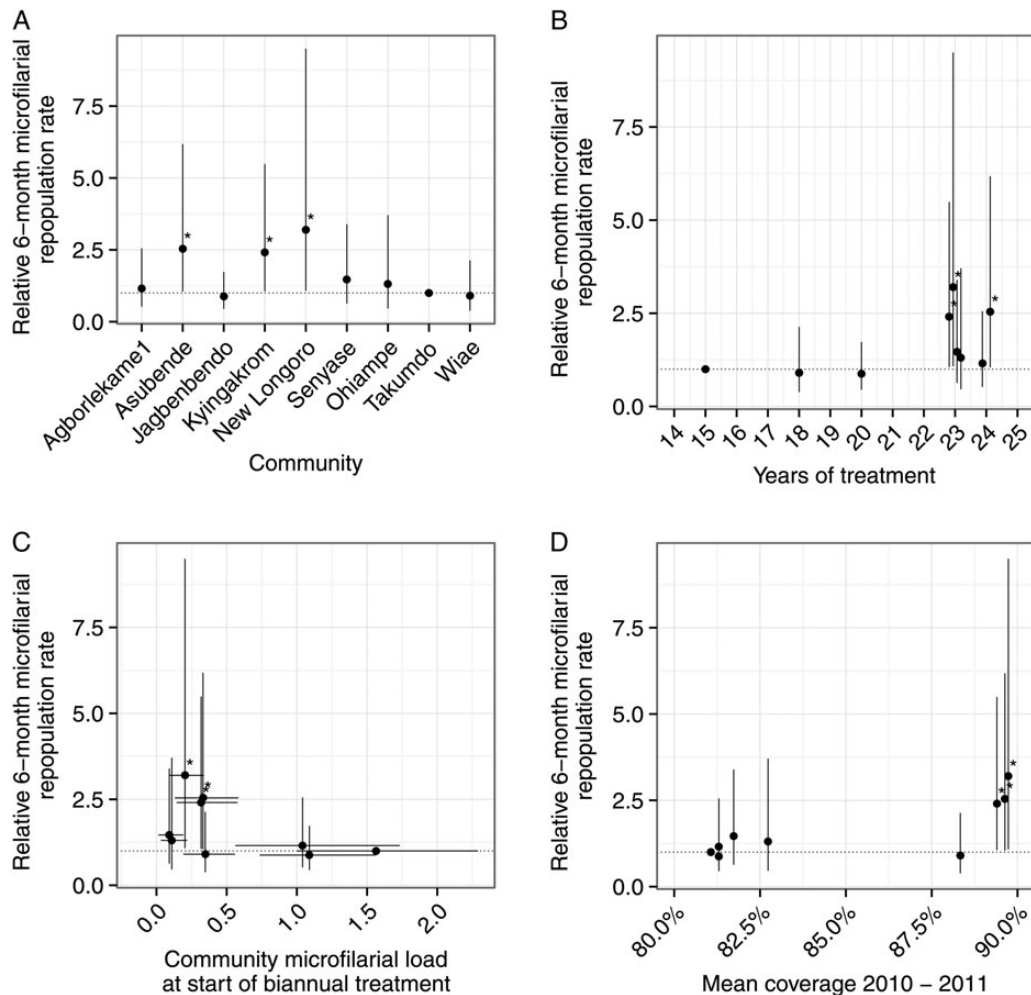 A
Relative 6−month microfilarial
repopulation rate
7.5
5.0
2.5
0.0
*
*
*
Agborlekame1
Asubende
Jagbenbendo
Kyingakrom
New Longoro
Senyase
Ohiampe
Takumdo
Wiae
Community
B
Relative 6−month microfilarial
repopulation rate
7.5
5.0
2.5
0.0
*
*
*
14
15
16
17
18
19
20
21
22
23
24
25
Years of treatment
C
Relative 6−month microfilarial
repopulation rate
7.5
5.0
2.5
0.0
*
*
*
0.0
0.5
1.0
1.5
2.0
Community microfilarial load
at start of biannual treatment
D
Relative 6−month microfilarial
repopulation rate
7.5
5.0
2.5
0.0
*
*
*
80.0%
82.5%
85.0%
87.5%
90.0%
Mean coverage 2010 − 2011